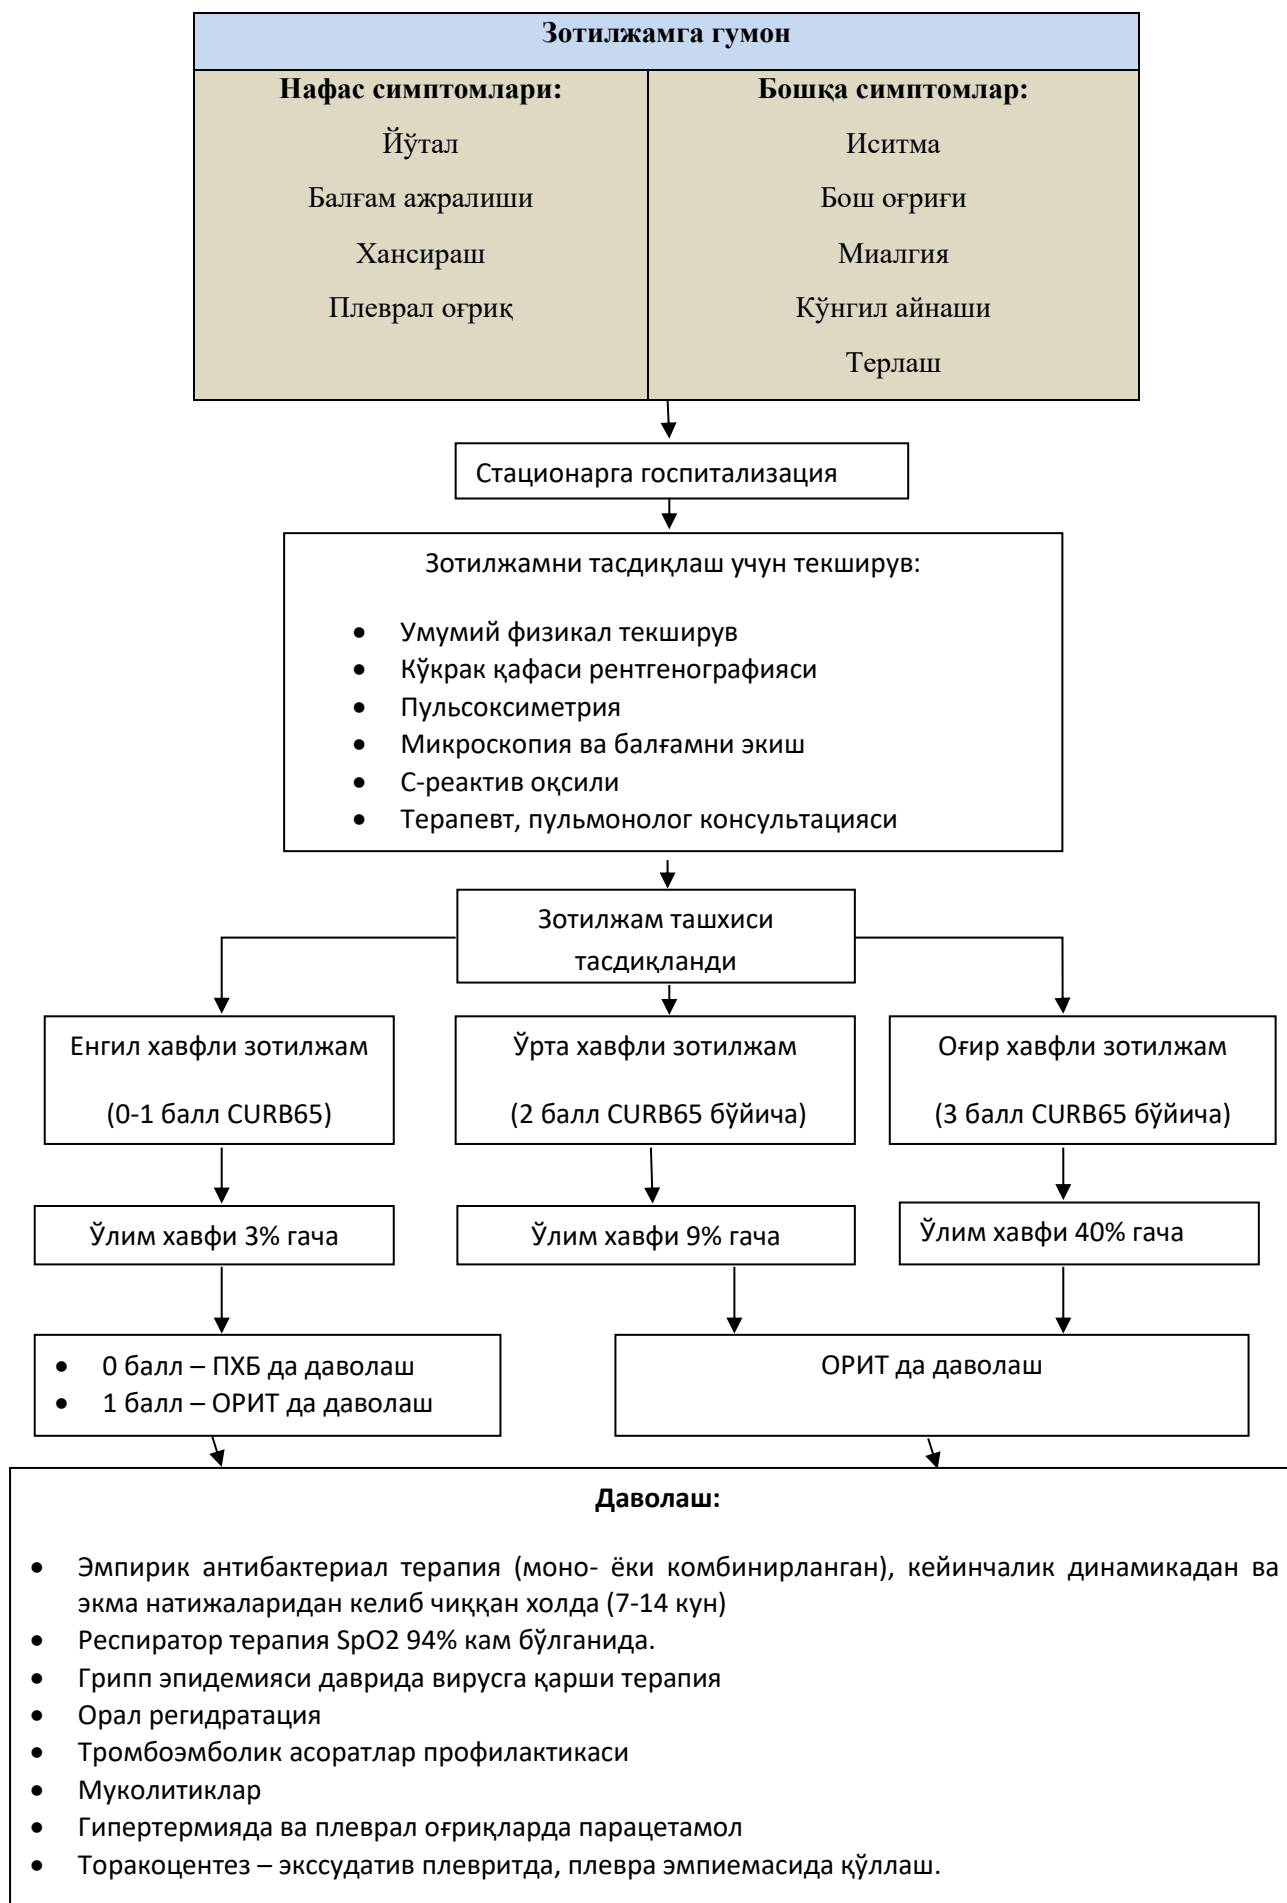 Зотилжамга гумон
Нафас симптомлари:
Йўтал
Балғам ажралиши
Хансираш
Плеврал оғриқ
Бошқа симптомлар:
Иситма
Бош оғриғи
Миалгия
Кўнгил айнаши
Терлаш
Стационарга госпитализация
Зотилжамни тасдиқлаш учун текширув:
• Умумий физикал текширув
• Кўкрак қафаси рентгенографияси
• Пульсоксиметрия
• Микроскопия ва балғамни экиш
• С-реактив оқсили
• Терапевт, пульмонолог консультацияси
Зотилжам ташхиси
тасдиқланди
Енгил хавфли зотилжам
(0-1 балл CURB65)
Ўрта хавфли зотилжам
(2 балл CURB65 бўйича)
Оғир хавфли зотилжам
(3 балл CURB65 бўйича)
Ўлим хавфи 3% гача
Ўлим хавфи 9% гача
Ўлим хавфи 40% гача
• 0 балл – ПХБ да даволаш
• 1 балл – ОРИТ да даволаш
ОРИТ да даволаш
Даволаш:
• Эмпирик антибактериал терапия (моно- ёки комбинирланган), кейинчалик динамикадан ва
экма натижаларидан келиб чиққан холда (7-14 кун)
• Респиратор терапия SpO2 94% кам бўлганида.
• Грипп эпидемияси даврида вирусга қарши терапия
• Орал регидратация
• Тромбоэмболик асоратлар профилактикаси
• Муколитиклар
• Гипертермияда ва плеврал оғриқларда парацетамол
• Торакоцентез – экссудатив плевритда, плевра эмпиемасида қўллаш.